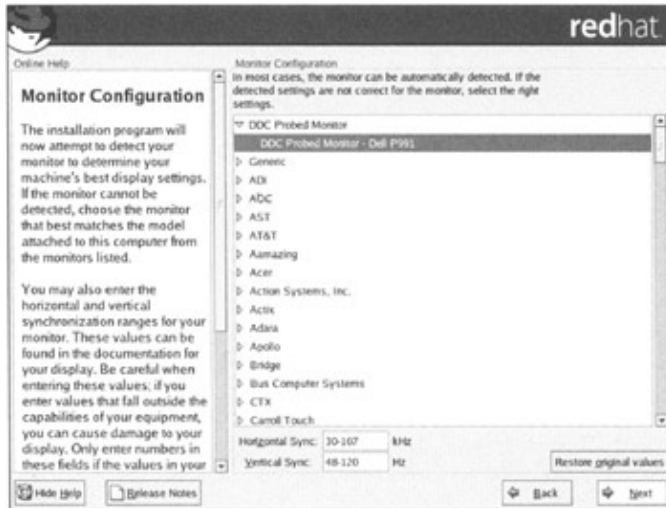 redhat.
Online Help
Monitor Configuration
The installation program will
now attempt to detect your
monitor to determine your
machine's best display settings.
If the monitor cannot be
detected, choose the monitor
that best matches the model
attached to this computer from
the monitors listed.
You may also enter the
horizontal and vertical
synchronization ranges for your
monitor. These values can be
found in the documentation for
your display. Be careful when
entering these values; if you
enter values that fall outside the
capabilities of your equipment,
you can cause damage to your
display. Only enter numbers in
these fields if the values in your
Monitor Configuration
In most cases, the monitor can be automatically detected. If the
detected settings are not correct for the monitor, select the right
settings.
DDC Probed Monitor
DDC Probed Monitor - Dell P991
Generic
ADI
AOC
AST
AT&T
Aamazing
Acer
Action Systems, Inc.
Actix
Adara
Apollo
Bridge
Bus Computer Systems
CTX
Carroll Touch
Horizontal Sync: 30-107 kHz
Vertical Sync: 48-120 Hz
Restore original values
Hide Help
Release Notes
Back
Next